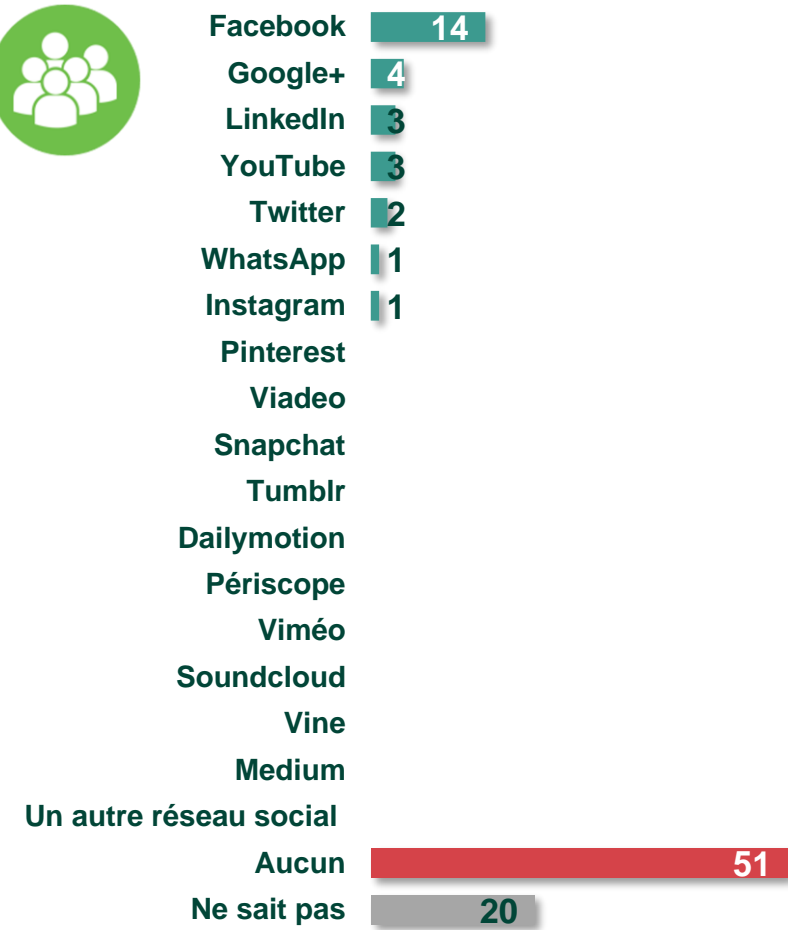 Facebook 14
Google+ 4
LinkedIn 3
YouTube 3
Twitter 2
WhatsApp 1
Instagram 1
Pinterest
Viadeo
Snapchat
Tumblr
Dailymotion
Périscope
Viméo
Soundcloud
Vine
Medium
Un autre réseau social
Aucun 51
Ne sait pas 20